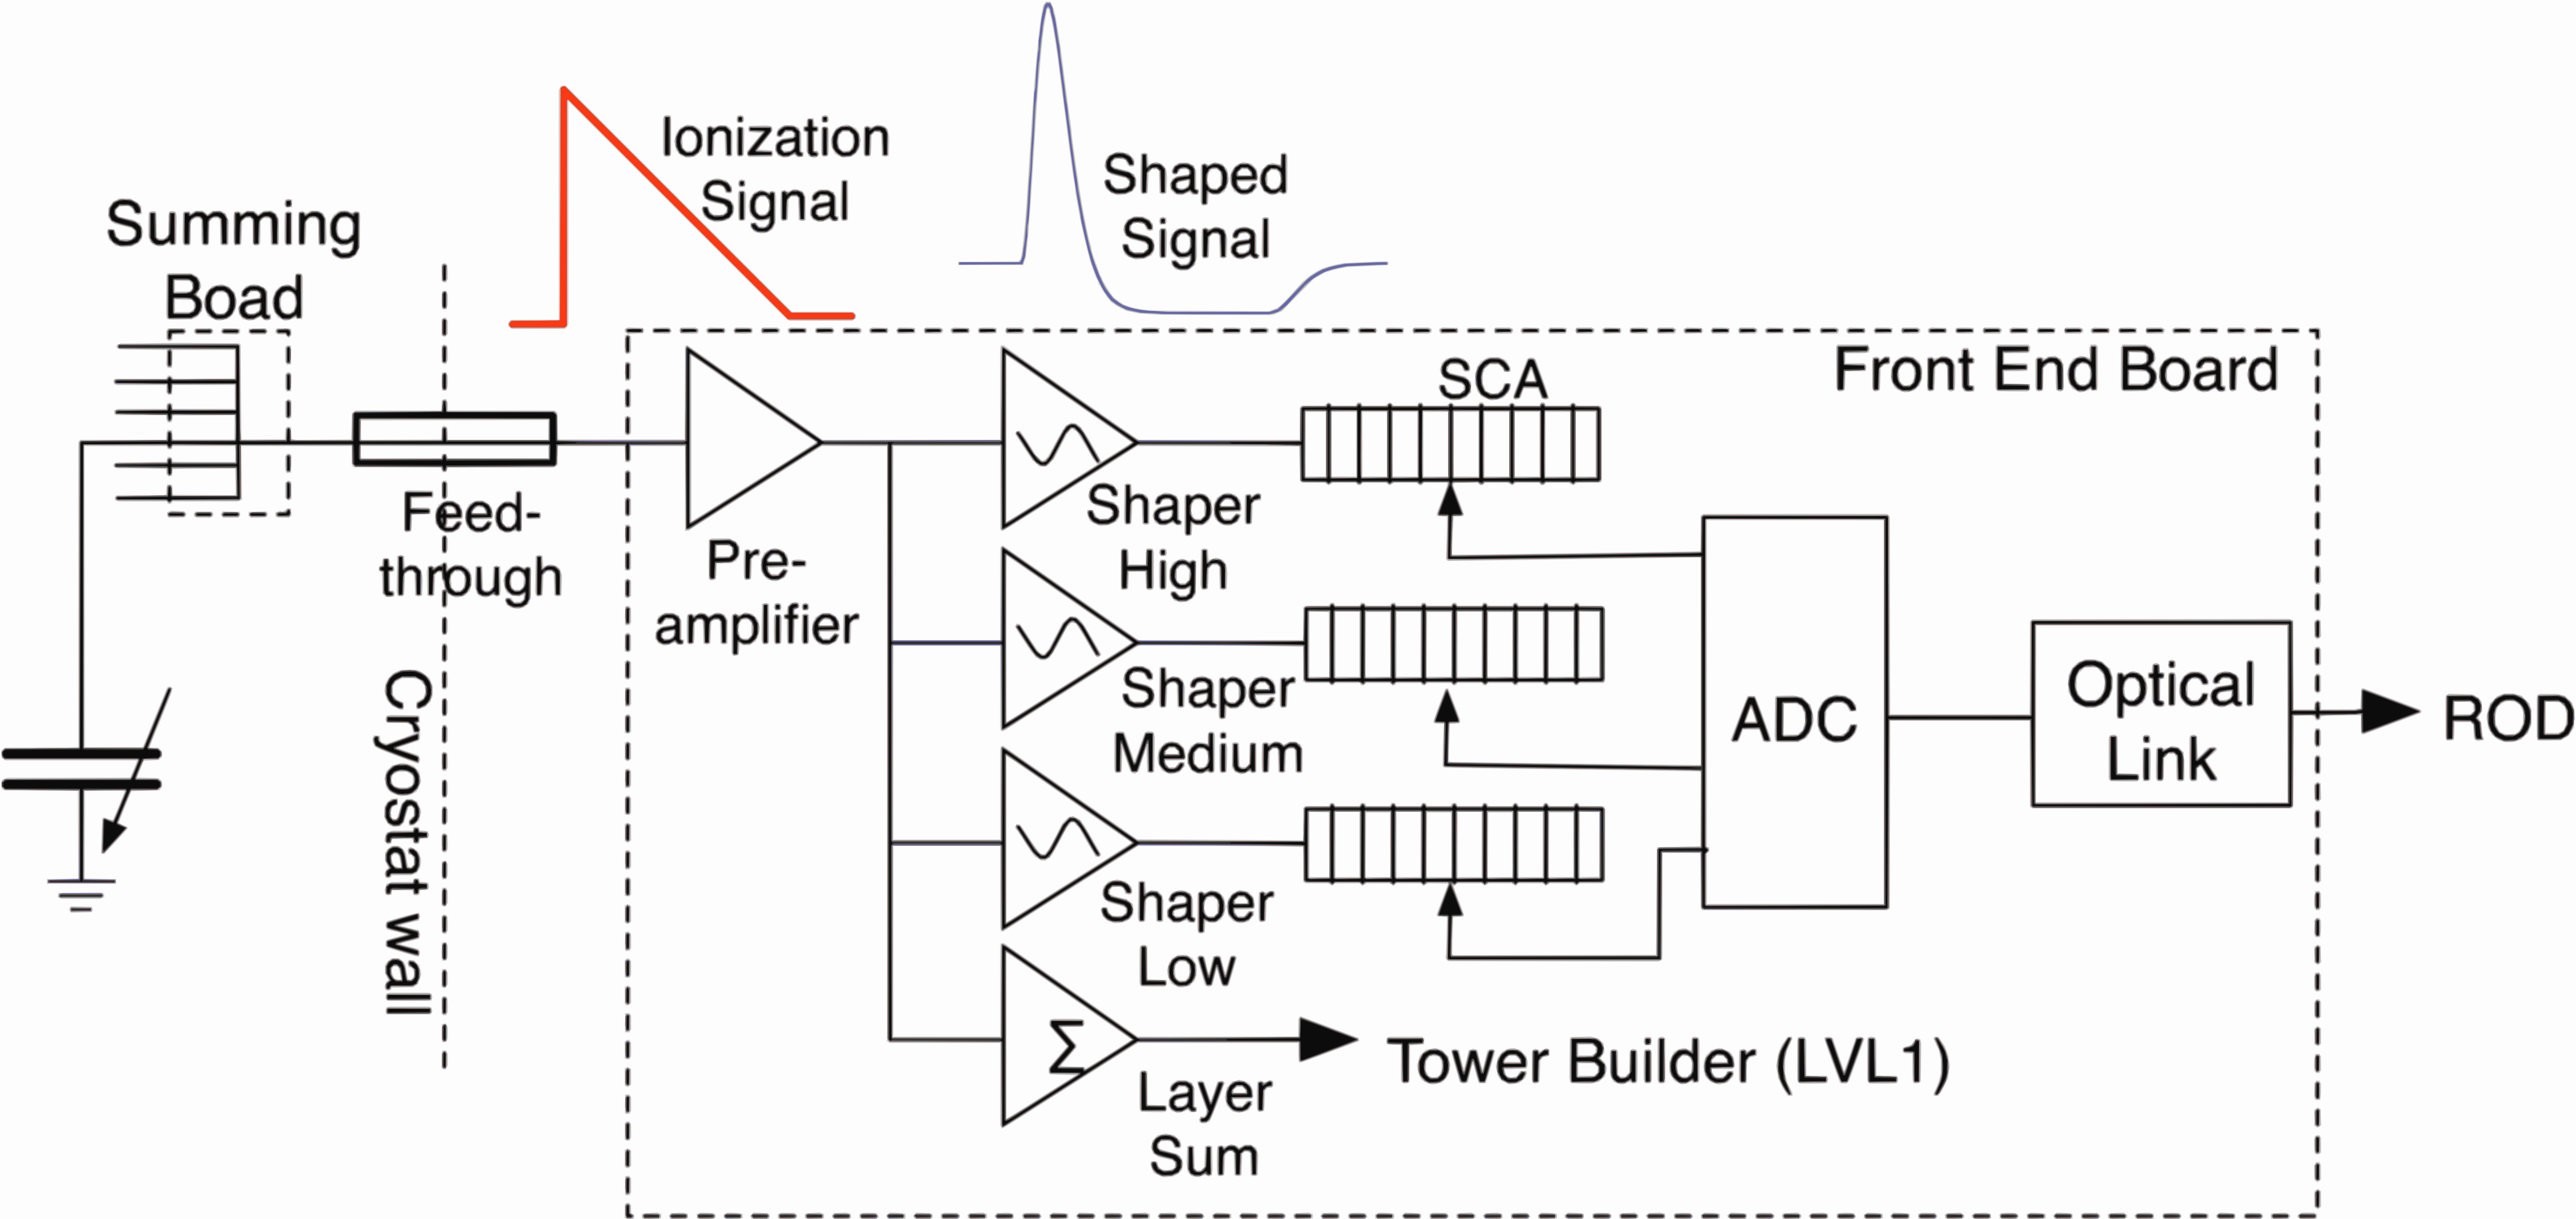 Ionization
Signal
Shaped
Signal
Summing
Boad
Front End Board
SCA
Feed-
through
Pre-
amplifier
Shaper
High
Shaper
Medium
Shaper
Low
Σ
Layer
Sum
Cryostat wall
ADC
Optical
Link
ROD
Tower Builder (LVL1)